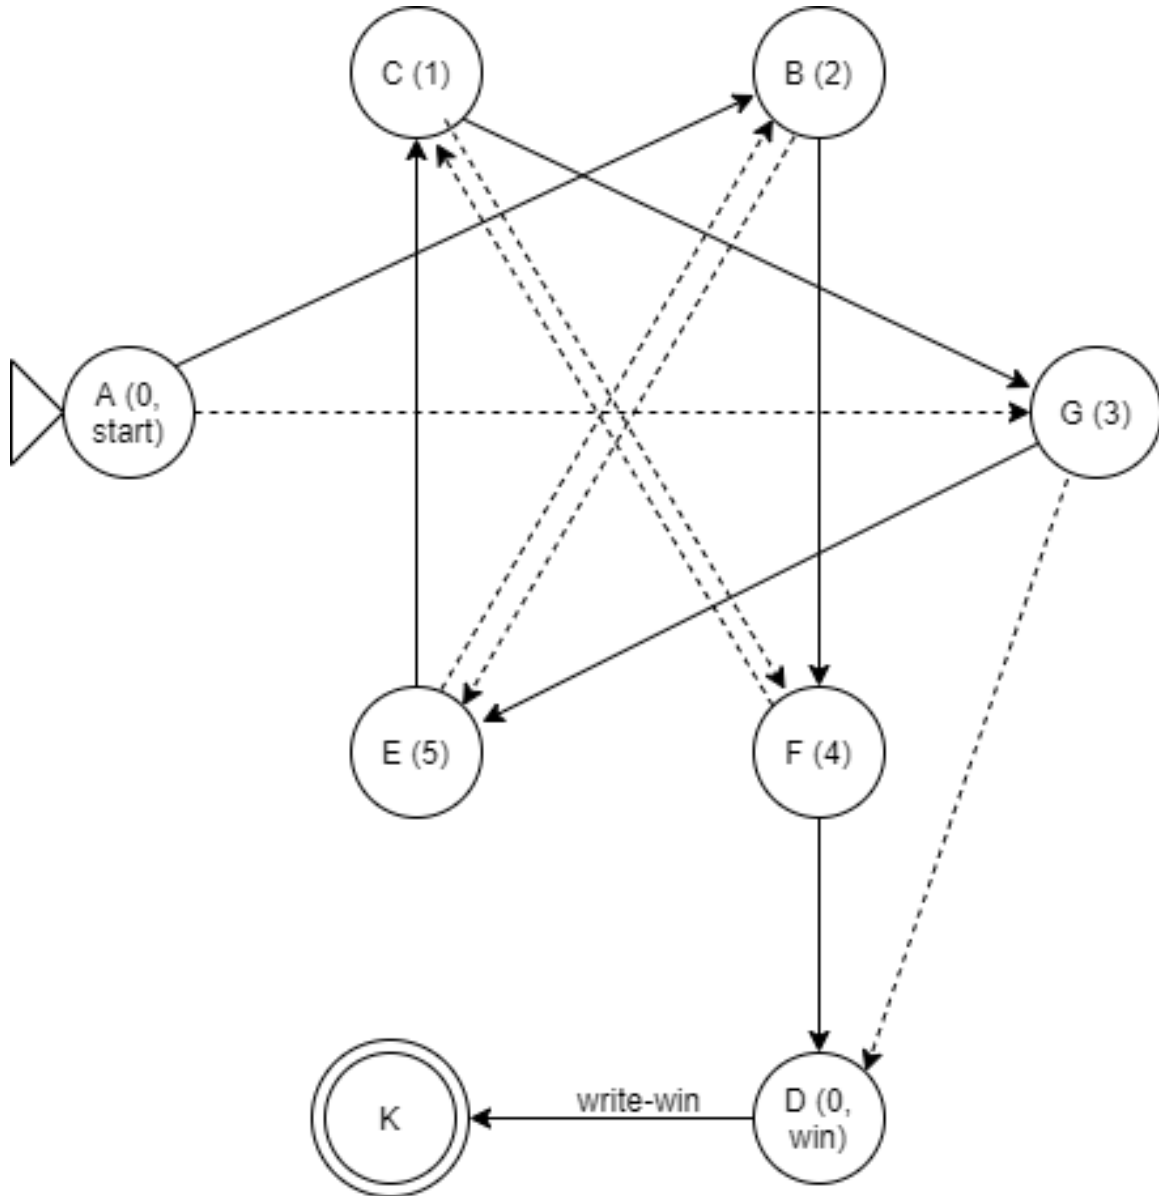 C (1)
B (2)
A (0,
start)
G (3)
E (5)
F (4)
write-win
K
D (0,
win)